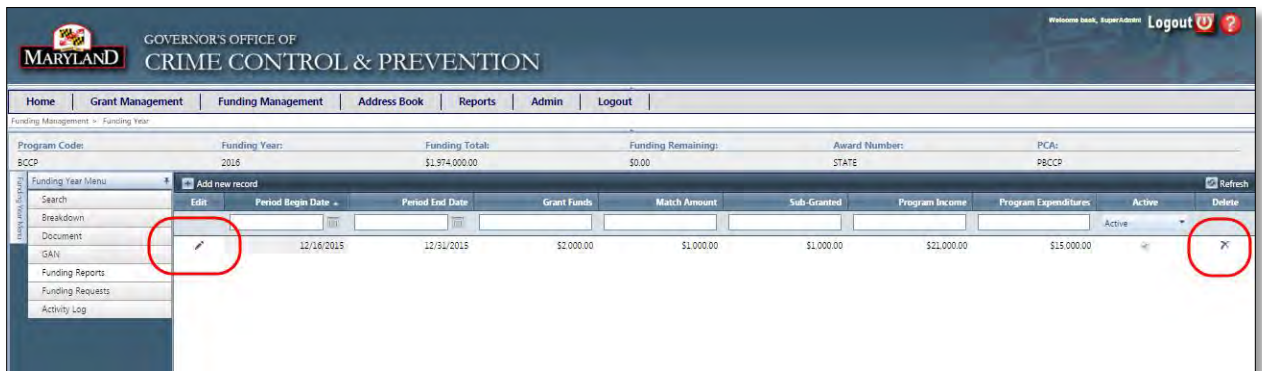 Welcome beek, SuperAdmin! Logout
MARYLAND
GOVERNOR'S OFFICE OF
CRIME CONTROL & PREVENTION
Home | Grant Management | Funding Management | Address Book | Reports | Admin | Logout |
Funding Management > Funding Year
Program Code: Funding Year: Funding Total: Funding Remaining: Award Number: PCA:
BCCP 2016 $1,974,000.00 $0.00 STATE PBCCP
Funding Year Menu
Funding Year Menu
Search
Breakdown
Document
GAN
Funding Reports
Funding Requests
Activity Log
Add new record Refresh
Edit Period Begin Date Period End Date Grant Funds Match Amount Sub-Granted Program Income Program Expenditures Active Delete
Active
12/16/2015 12/31/2015 $2,000.00 $1,000.00 $1,000.00 $21,000.00 $15,000.00